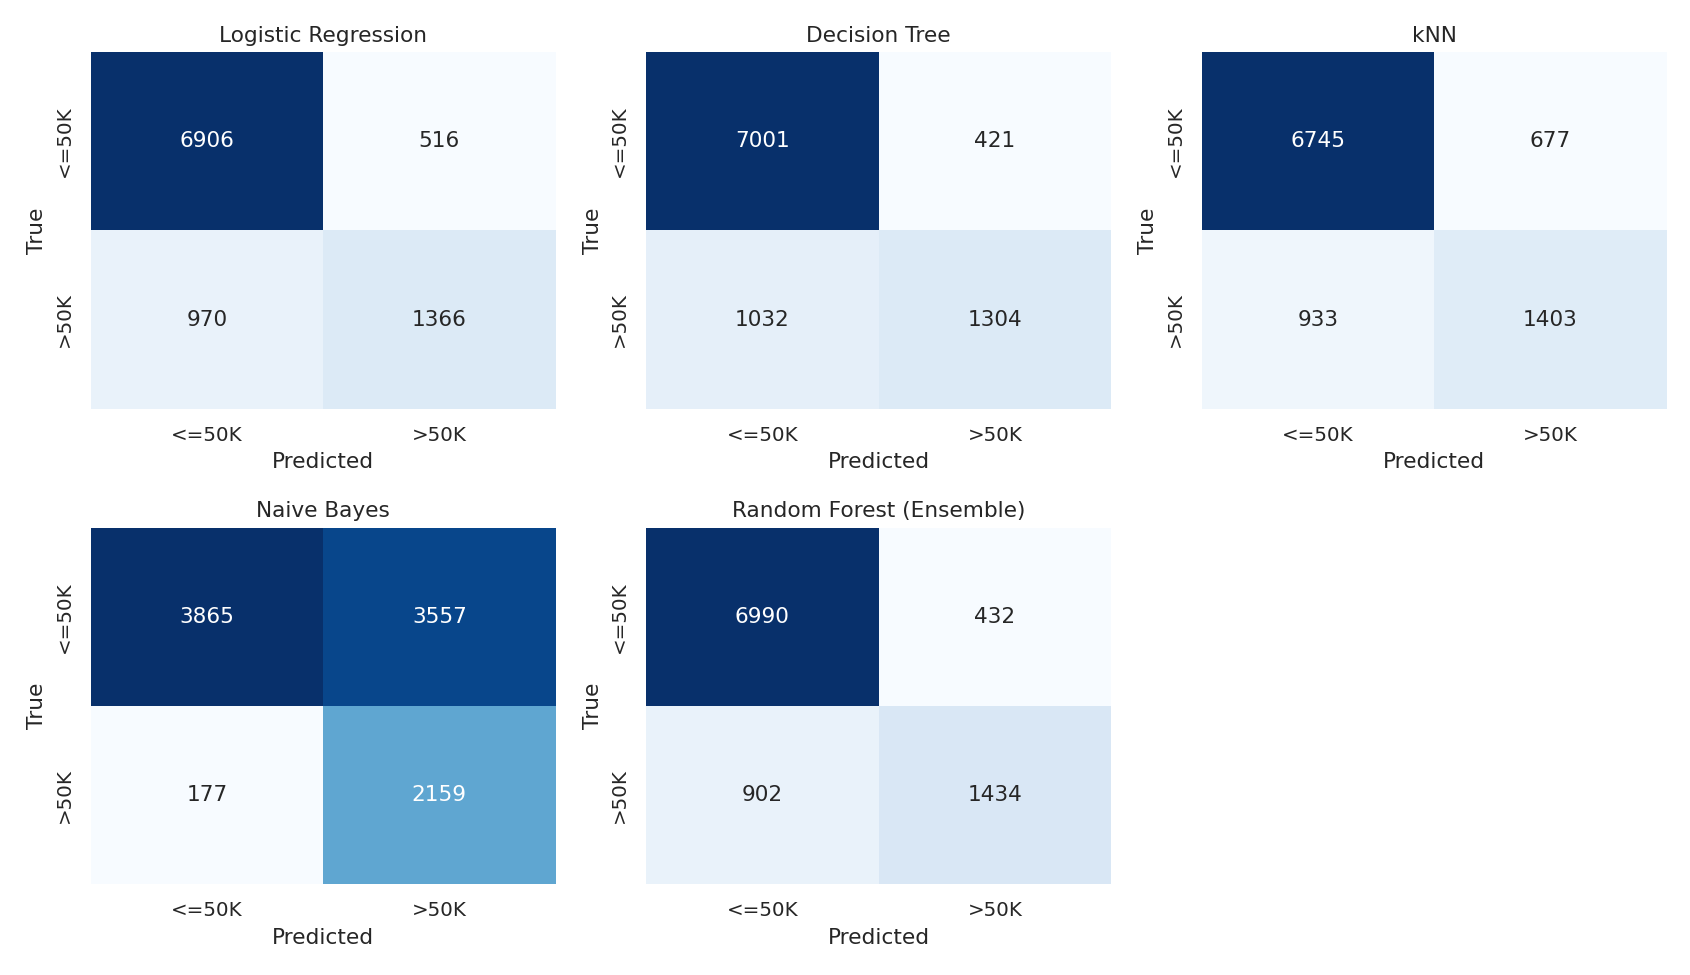 Logistic Regression
6906 516
970 1366
<=50K
>50K
True
<=50K >50K
Predicted
Decision Tree
7001 421
1032 1304
<=50K
>50K
True
<=50K >50K
Predicted
kNN
6745 677
933 1403
<=50K
>50K
True
<=50K >50K
Predicted
Naive Bayes
3865 3557
177 2159
<=50K
>50K
True
<=50K >50K
Predicted
Random Forest (Ensemble)
6990 432
902 1434
<=50K
>50K
True
<=50K >50K
Predicted